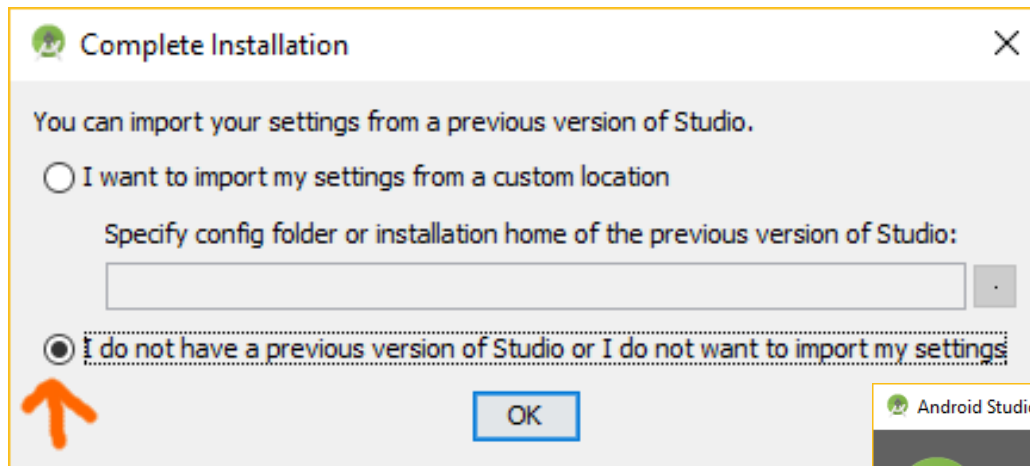 Complete Installation
You can import your settings from a previous version of Studio.
I want to import my settings from a custom location
Specify config folder or installation home of the previous version of Studio:
.
I do not have a previous version of Studio or I do not want to import my settings
OK
Android Studio